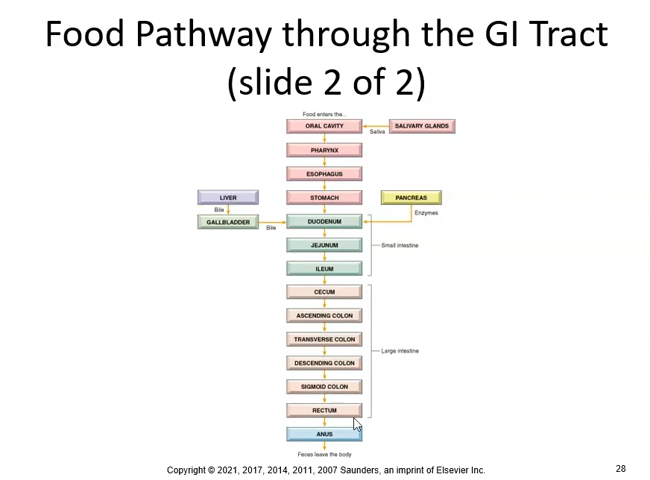 Food Pathway through the GI Tract
(slide 2 of 2)
Food enters the...
ORAL CAVITY
SALIVARY GLANDS
Saliva
PHARYNX
ESOPHAGUS
LIVER
STOMACH
PANCREAS
Bile
Enzymes
GALLBLADDER
DUODENUM
Bile
JEJUNUM
Small intestine
ILEUM
CECUM
ASCENDING COLON
TRANSVERSE COLON
Large intestine
DESCENDING COLON
SIGMOID COLON
RECTUM
ANUS
Feces leave the body
Copyright © 2021, 2017, 2014, 2011, 2007 Saunders, an imprint of Elsevier Inc.
28